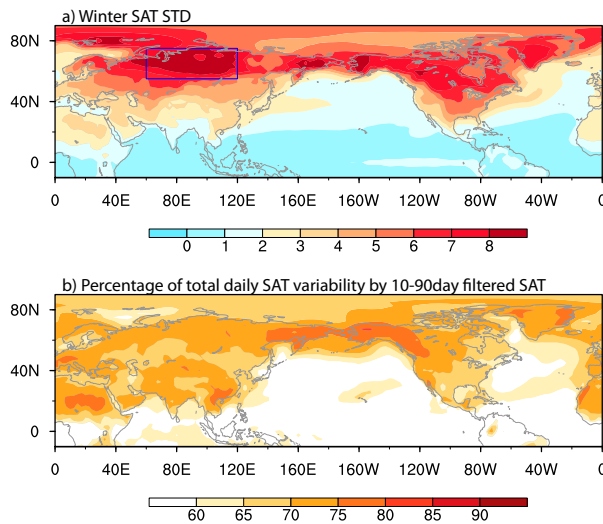 a) Winter SAT STD
80N
40N
0
0 40E 80E 120E 160E 160W 120W 80W 40W 0
0 1 2 3 4 5 6 7 8
b) Percentage of total daily SAT variability by 10-90day filtered SAT
80N
40N
0
0 40E 80E 120E 160E 160W 120W 80W 40W 0
60 65 70 75 80 85 90